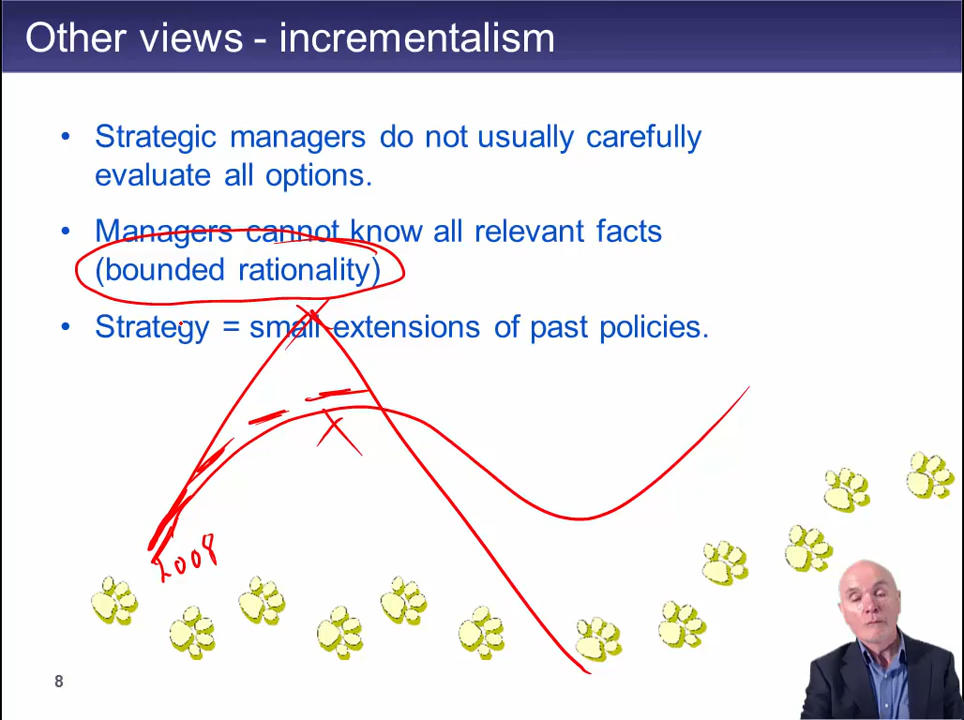 Other views - incrementalism
• Strategic managers do not usually carefully
evaluate all options.
• Managers cannot know all relevant facts
(bounded rationality)
• Strategy = small extensions of past policies.
2008
8